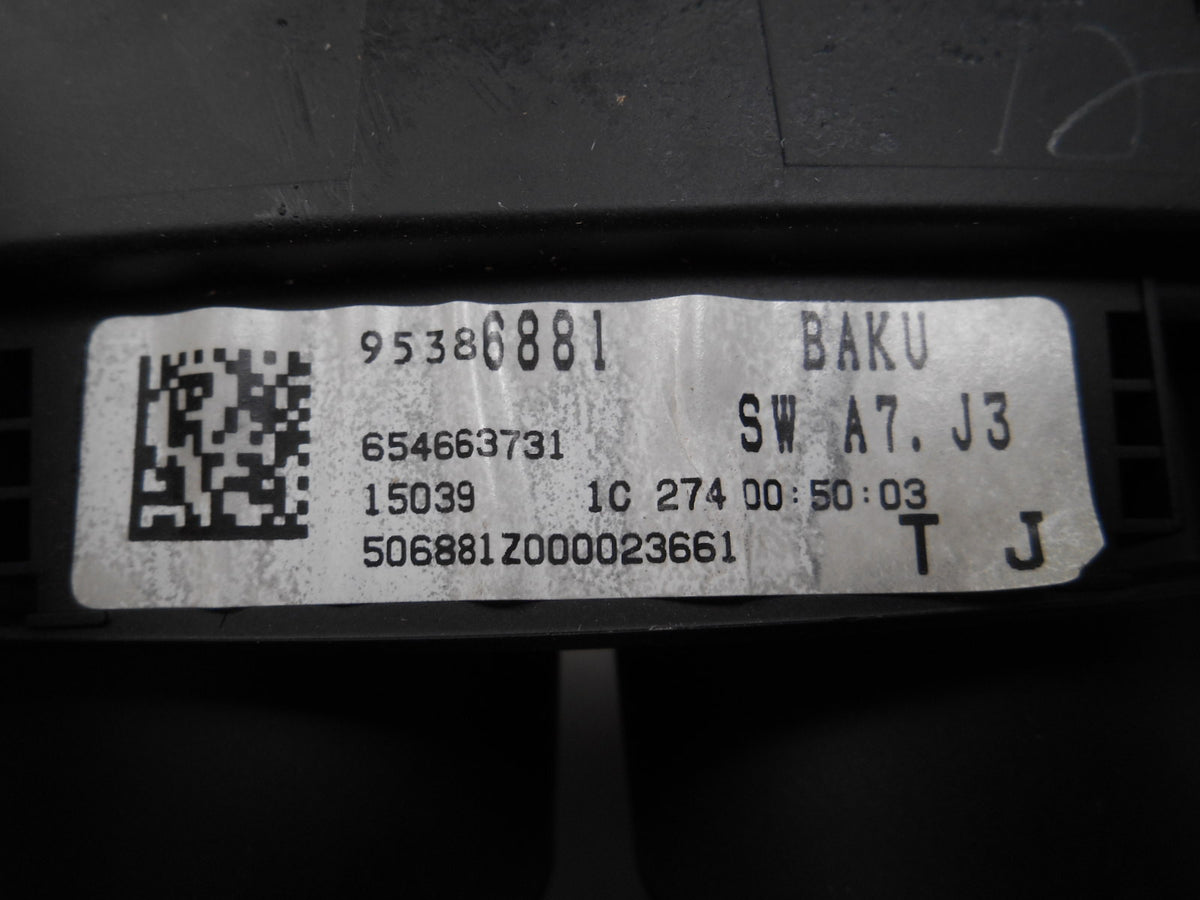 95386881 BAKU
SW A7.J3
654663731
15039 1C 274 00:50:03
506881Z000023661 T J